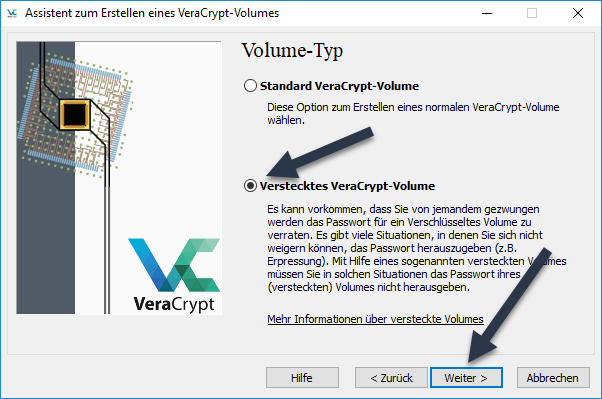 Assistent zum Erstellen eines VeraCrypt-Volumes
Volume-Typ
Standard VeraCrypt-Volume
Diese Option zum Erstellen eines normalen VeraCrypt-Volume
wählen.
Verstecktes VeraCrypt-Volume
Es kann vorkommen, dass Sie von jemandem gezwungen
werden das Passwort für ein Verschlüsseltes Volume zu
verraten. Es gibt viele Situationen, in denen Sie sich nicht
weigern können, das Passwort herauszugeben (z.B.
Erpressung). Mit Hilfe eines sogenannten versteckten
müssen Sie in solchen Situationen das Passwort ihres
(versteckten) Volumes nicht herausgeben.
Mehr Informationen über versteckte Volumes
VeraCrypt
Hilfe
< Zurück
Weiter >
Abbrechen